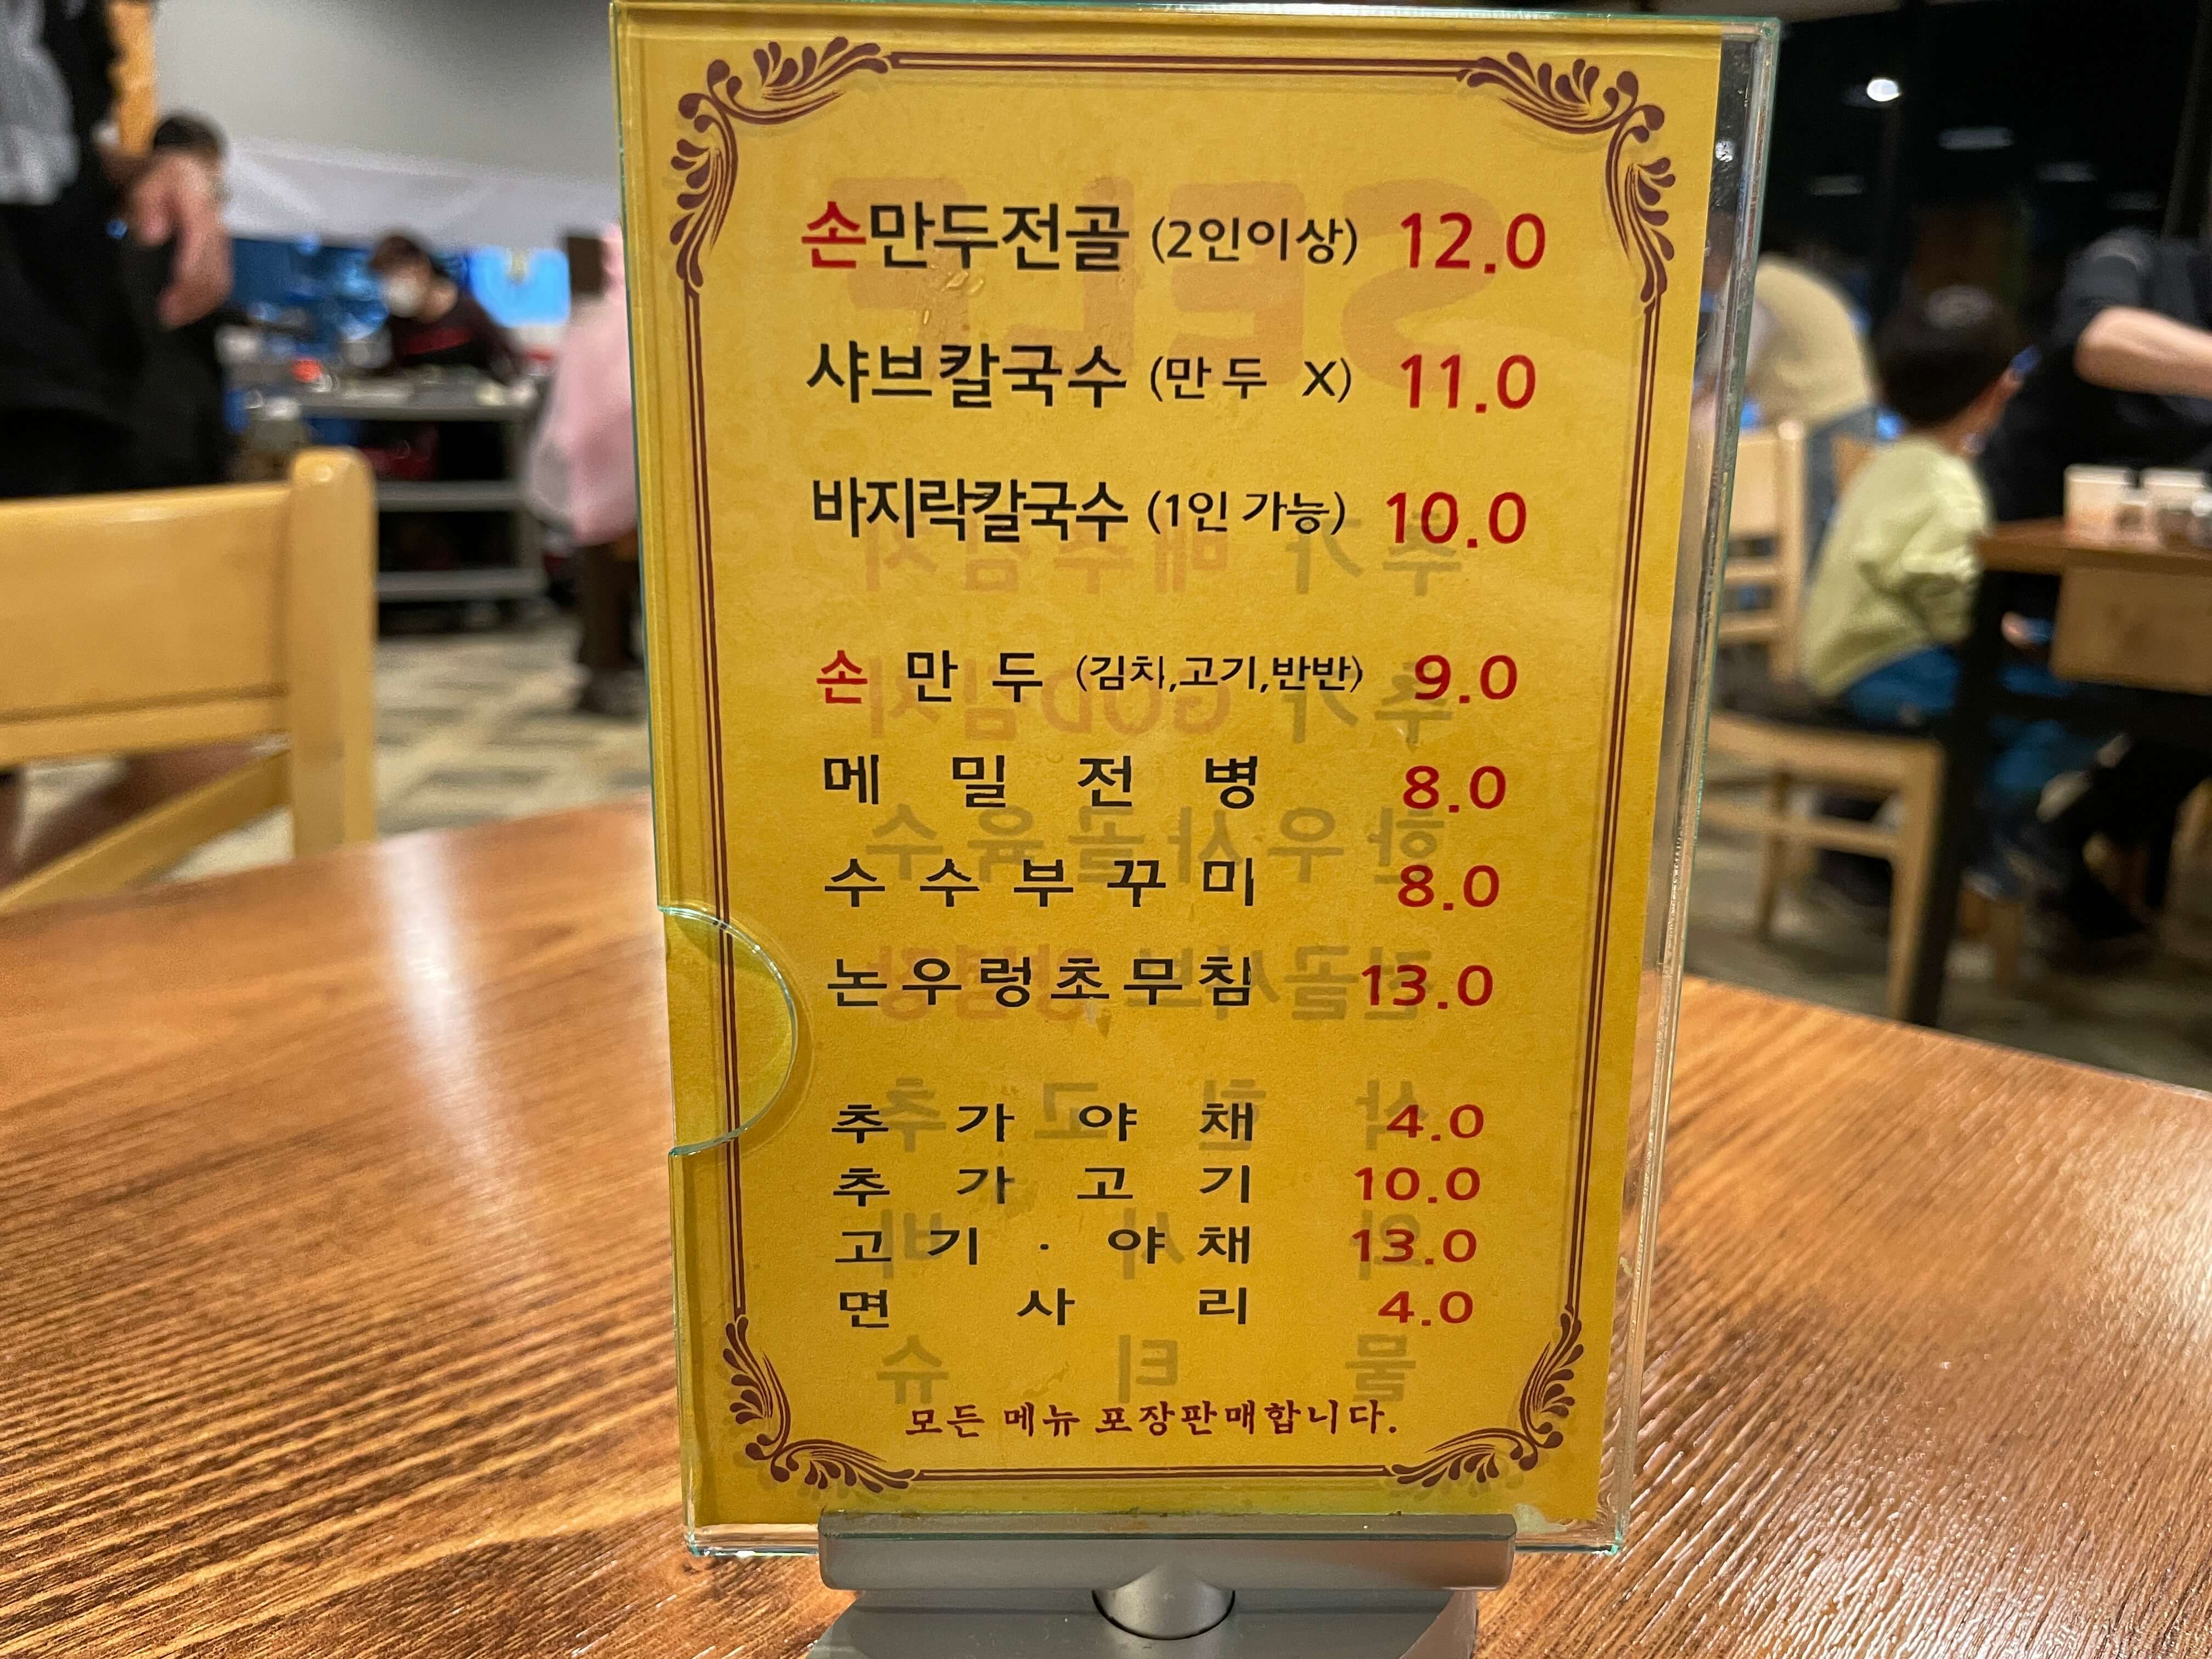 손만두전골 (2인이상) 12.0
샤브칼국수 (만두 X) 11.0
바지락칼국수 (1인 가능) 10.0
손만두 (김치,고기,반반) 9.0
메밀전병 8.0
수수부꾸미 8.0
논우렁초무침 13.0
추가야채 4.0
추가고기 10.0
고기·야채 13.0
면사리 4.0
모든 메뉴 포장판매합니다.